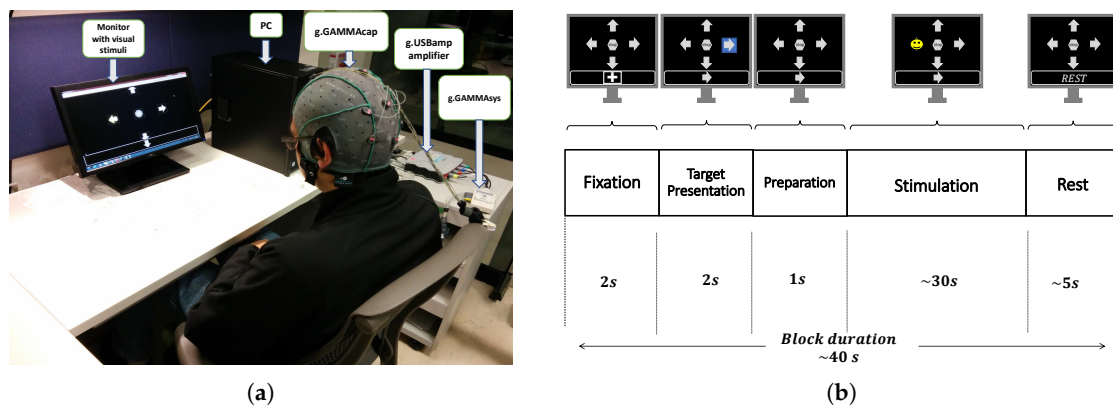 Monitor
with visual
stimuli
PC
g.GAMMAcap
g.USBamp
amplifier
g.GAMMAsys
REST
Fixation
Target
Presentation
Preparation
Stimulation
Rest
2s
2s
1s
~30s
~5s
Block duration
~40 s
(a)
(b)